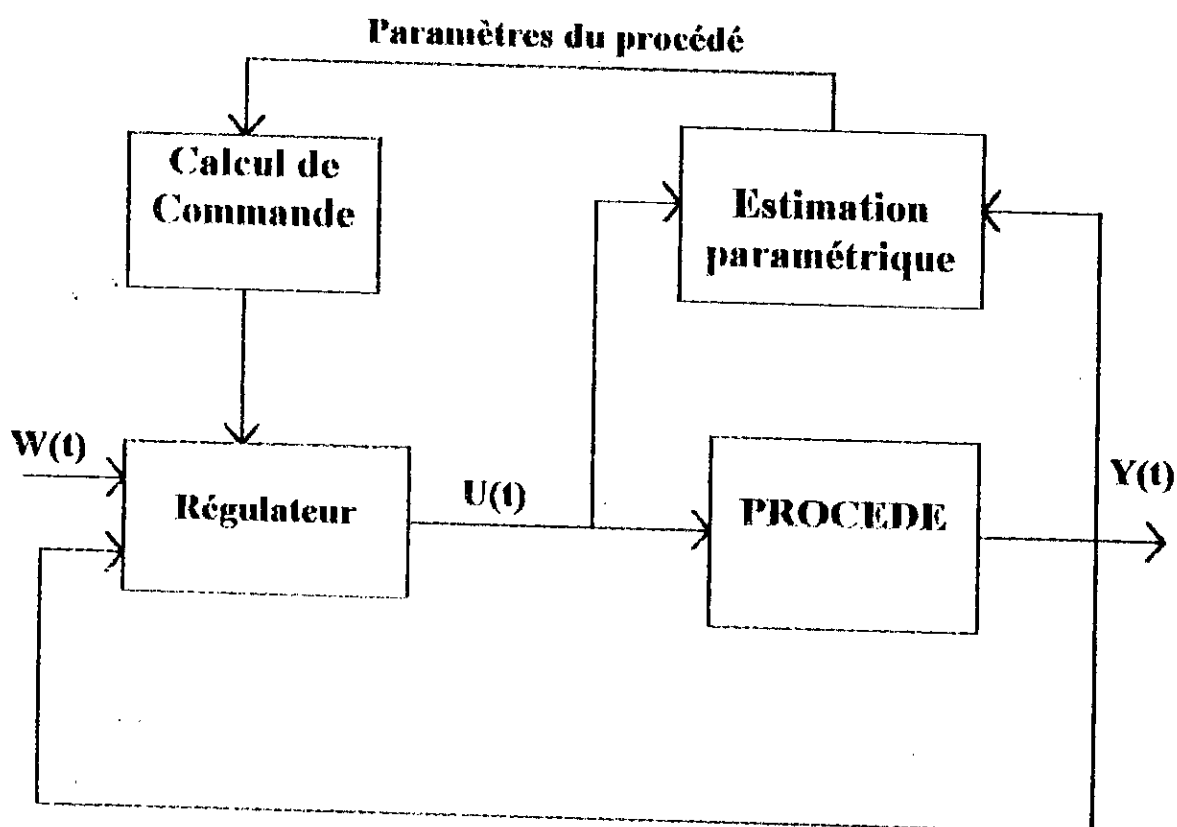 Paramètres du procédé
Calcul de
Commande
Estimation
paramétrique
W(t)
Régulateur
U(t)
PROCEDE
Y(t)